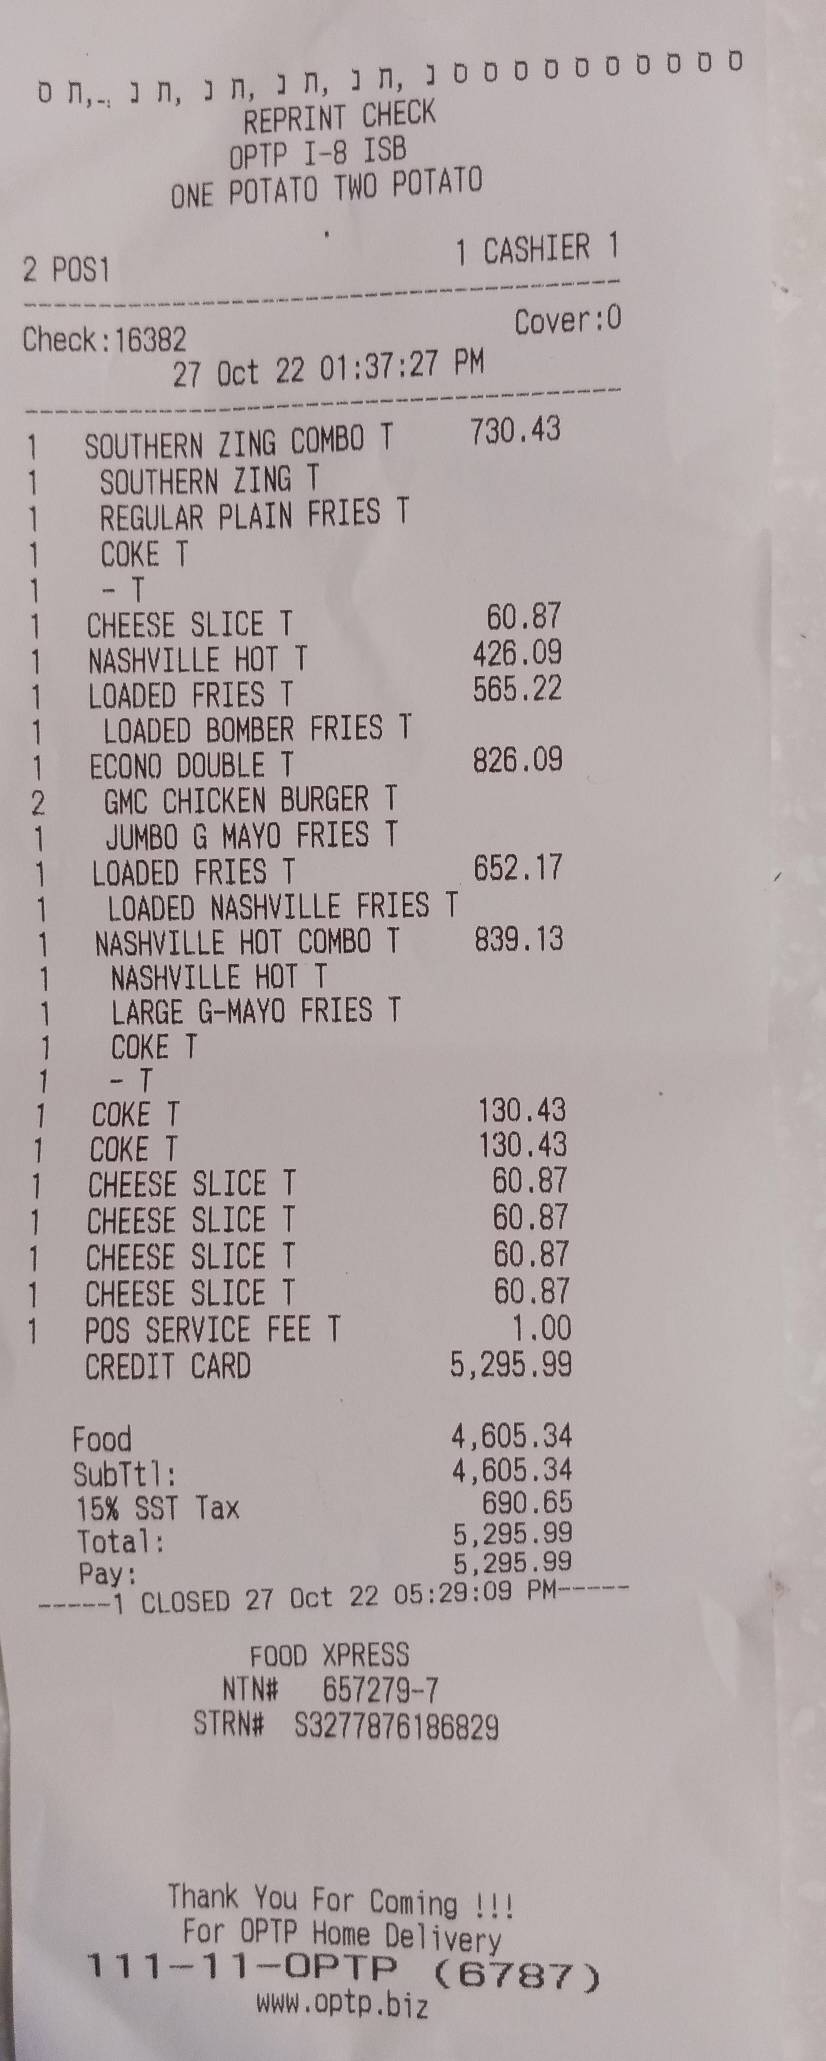 ס ת,-: נ ת, נ ת, נ ת, נ ת, נ ת, נ ס ס ס ס ס ס ס ס ס ס
REPRINT CHECK
OPTP I-8 ISB
ONE POTATO TWO POTATO
2 POS1 1 CASHIER 1
Check:16382 Cover:0
27 Oct 22 01:37:27 PM
1 SOUTHERN ZING COMBO T 730.43
1 SOUTHERN ZING T
1 REGULAR PLAIN FRIES T
1 COKE T
1 - T
1 CHEESE SLICE T 60.87
1 NASHVILLE HOT T 426.09
1 LOADED FRIES T 565.22
1 LOADED BOMBER FRIES T
1 ECONO DOUBLE T 826.09
2 GMC CHICKEN BURGER T
1 JUMBO G MAYO FRIES T
1 LOADED FRIES T 652.17
1 LOADED NASHVILLE FRIES T
1 NASHVILLE HOT COMBO T 839.13
1 NASHVILLE HOT T
1 LARGE G-MAYO FRIES T
1 COKE T
1 - T
1 COKE T 130.43
1 COKE T 130.43
1 CHEESE SLICE T 60.87
1 CHEESE SLICE T 60.87
1 CHEESE SLICE T 60.87
1 CHEESE SLICE T 60.87
1 POS SERVICE FEE T 1.00
CREDIT CARD 5,295.99
Food 4,605.34
SubTtl: 4,605.34
15% SST Tax 690.65
Total: 5,295.99
Pay: 5,295.99
-----1 CLOSED 27 Oct 22 05:29:09 PM-----
FOOD XPRESS
NTN# 657279-7
STRN# S3277876186829
Thank You For Coming !!!
For OPTP Home Delivery
111-11-OPTP (6787)
www.optp.biz